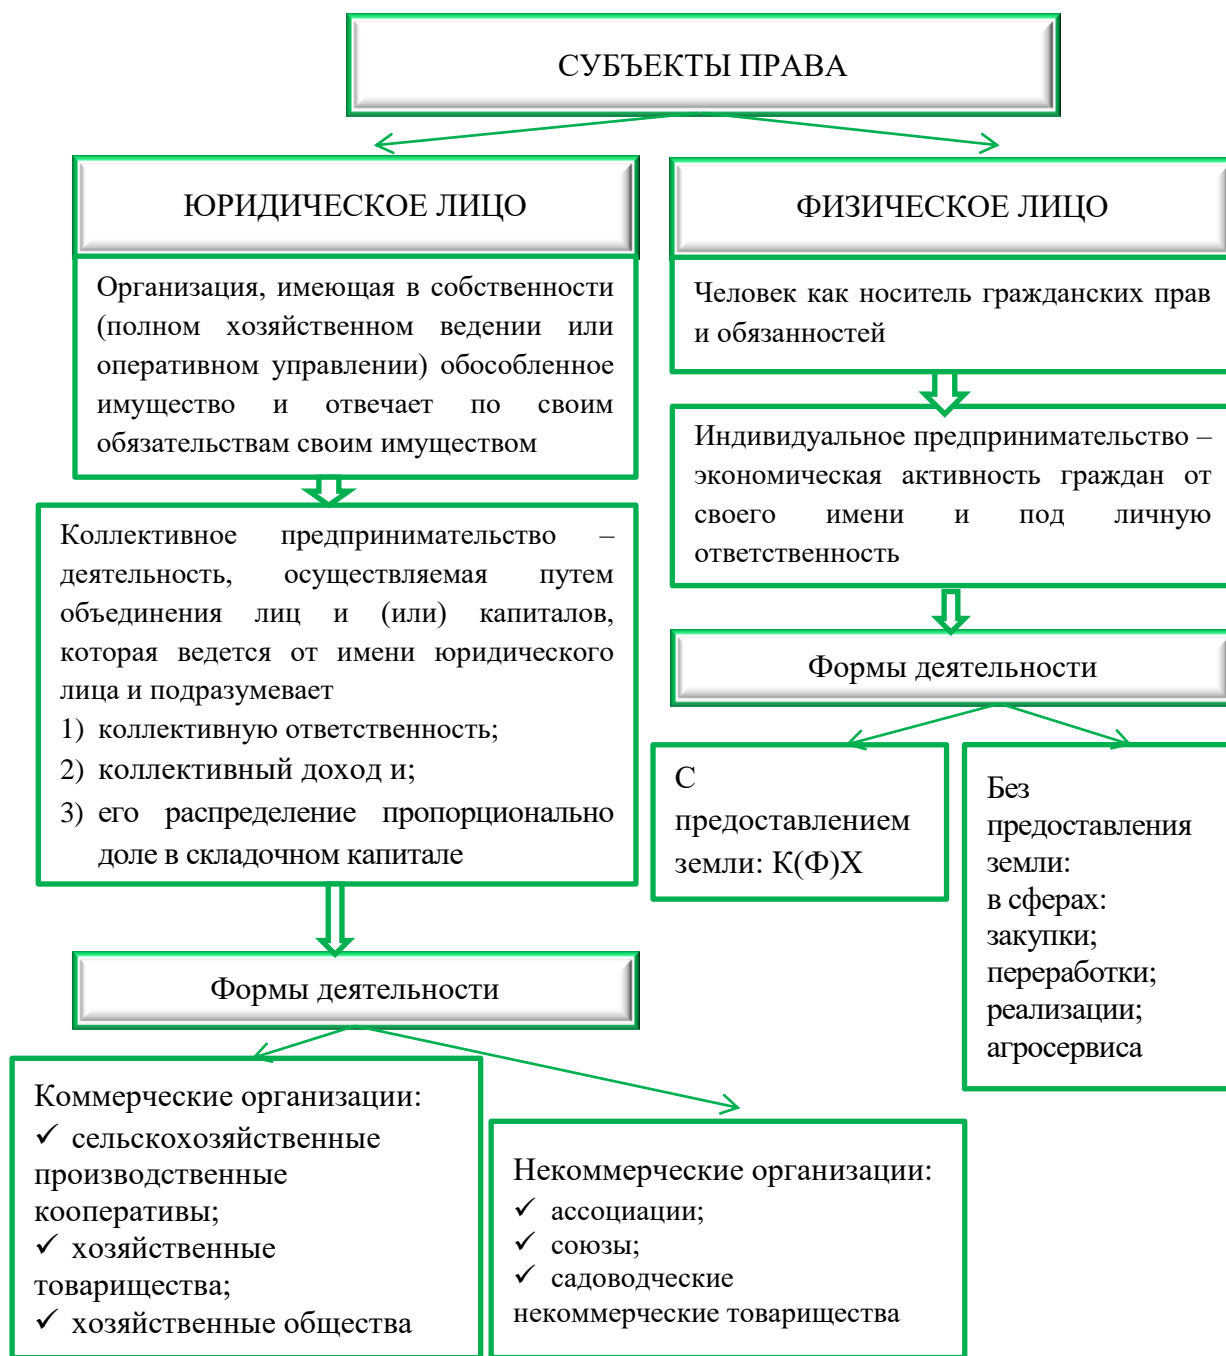 СУБЪЕКТЫ ПРАВА
ЮРИДИЧЕСКОЕ ЛИЦО
Организация, имеющая в собственности
(полном хозяйственном ведении или
оперативном управлении) обособленное
имущество и отвечает по своим
обязательствам своим имуществом
Коллективное предпринимательство –
деятельность, осуществляемая путем
объединения лиц и (или) капиталов,
которая ведется от имени юридического
лица и подразумевает
1) коллективную ответственность;
2) коллективный доход и;
3) его распределение пропорционально
доле в складочном капитале
Формы деятельности
Коммерческие организации:
✓ сельскохозяйственные
производственные
кооперативы;
✓ хозяйственные
товарищества;
✓ хозяйственные общества
Некоммерческие организации:
✓ ассоциации;
✓ союзы;
✓ садоводческие
некоммерческие товарищества
ФИЗИЧЕСКОЕ ЛИЦО
Человек как носитель гражданских прав
и обязанностей
Индивидуальное предпринимательство –
экономическая активность граждан от
своего имени и под личную
ответственность
Формы деятельности
С
предоставлением
земли: К(Ф)Х
Без
предоставления
земли:
в сферах:
закупки;
переработки;
реализации;
агросервиса